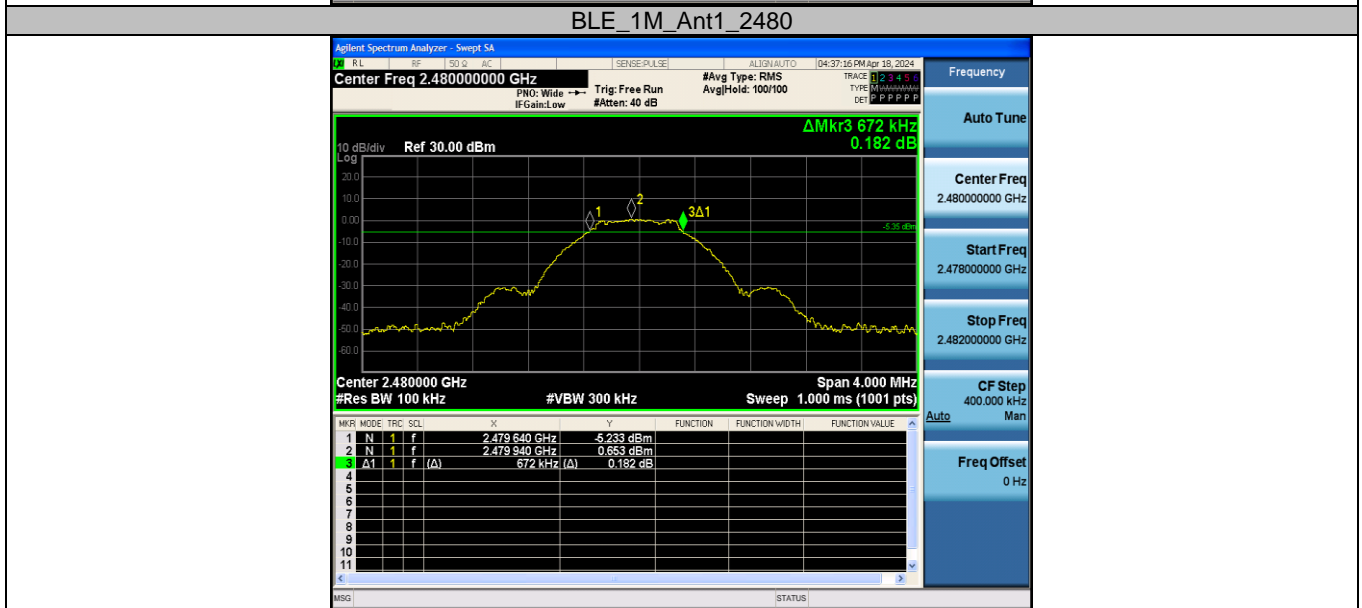 BLE_1M_Ant1_2480
Agilent Spectrum Analyzer - Swept SA
RL RF 50 Ω AC SENSE:PULSE ALIGN AUTO 04:37:16 PM Apr 18, 2024
Center Freq 2.480000000 GHz
PNO: Wide
IFGain:Low
Trig: Free Run
#Atten: 40 dB
#Avg Type: RMS
Avg|Hold: 100/100
TRACE 1 2 3 4 5 6
TYPE M
DET P P P P P P
ΔMkr3 672 kHz
0.182 dB
10 dB/div Ref 30.00 dBm
Log
20.0
10.0
0.00
-10.0
-20.0
-30.0
-40.0
-50.0
-60.0
1
2
3Δ1
-5.35 dBm
Center 2.480000 GHz Span 4.000 MHz
#Res BW 100 kHz #VBW 300 kHz Sweep 1.000 ms (1001 pts)
MKR MODE TRC SCL X Y FUNCTION FUNCTION WIDTH FUNCTION VALUE
1 N 1 f 2.479 640 GHz -5.233 dBm
2 N 1 f 2.479 940 GHz 0.653 dBm
3 Δ1 1 f (Δ) 672 kHz (Δ) 0.182 dB
4
5
6
7
8
9
10
11
MSG STATUS
Frequency
Auto Tune
Center Freq
2.480000000 GHz
Start Freq
2.478000000 GHz
Stop Freq
2.482000000 GHz
CF Step
400.000 kHz
Auto Man
Freq Offset
0 Hz